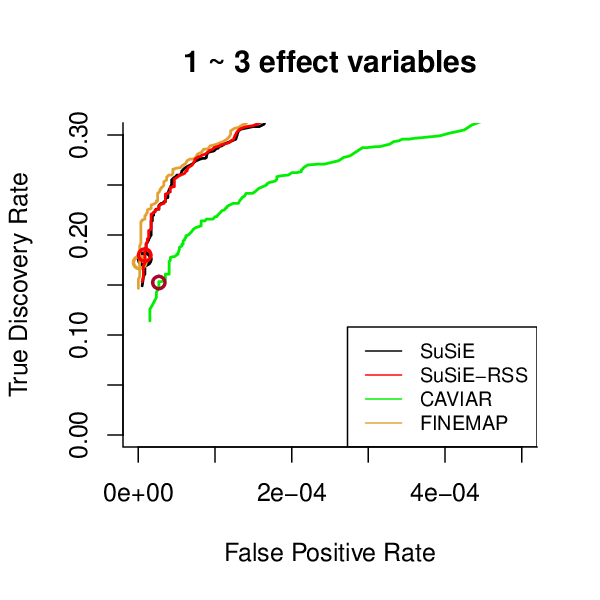 1 ~ 3 effect variables
True Discovery Rate
0.30
0.20
0.10
0.00
SuSiE
SuSiE−RSS
CAVIAR
FINEMAP
0e+00 2e−04 4e−04
False Positive Rate